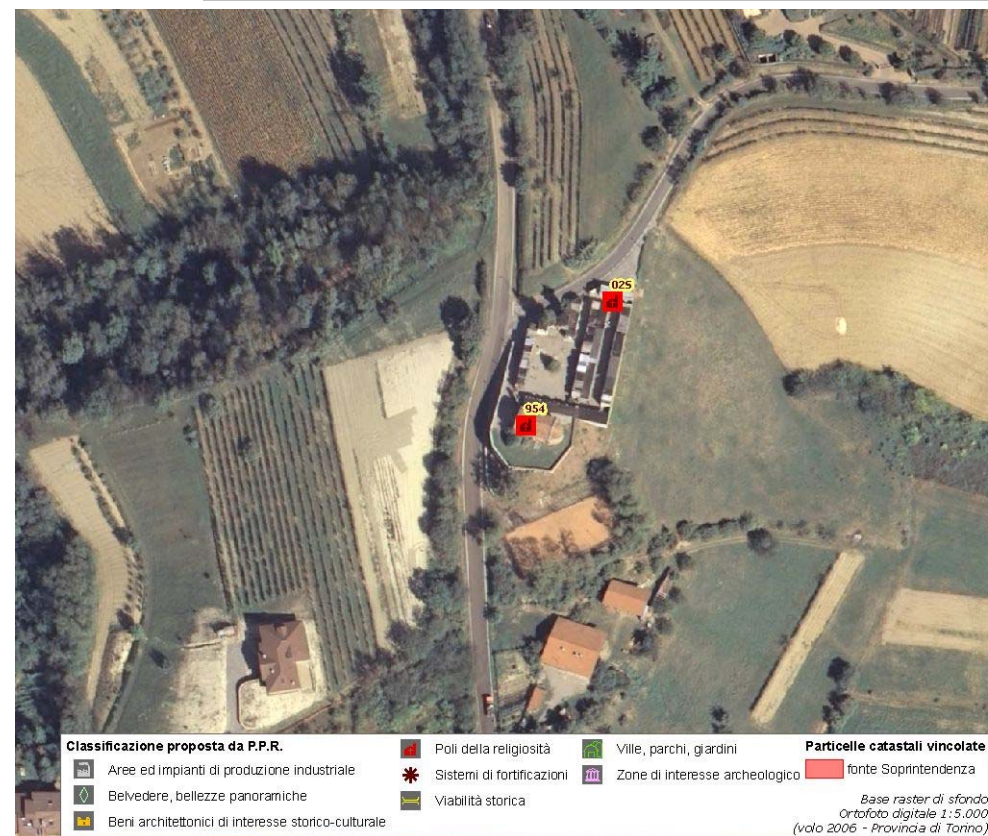 025
954
Classificazione proposta da P.P.R.
Aree ed impianti di produzione industriale
Belvedere, bellezze panoramiche
Beni architettonici di interesse storico-culturale
Poli della religiosità
Sistemi di fortificazioni
Viabilità storica
Ville, parchi, giardini
Zone di interesse archeologico
Particelle catastali vincolate
fonte Soprintendenza
Base raster di sfondo
Ortofoto digitale 1:5.000
(volo 2006 - Provincia di Torino)